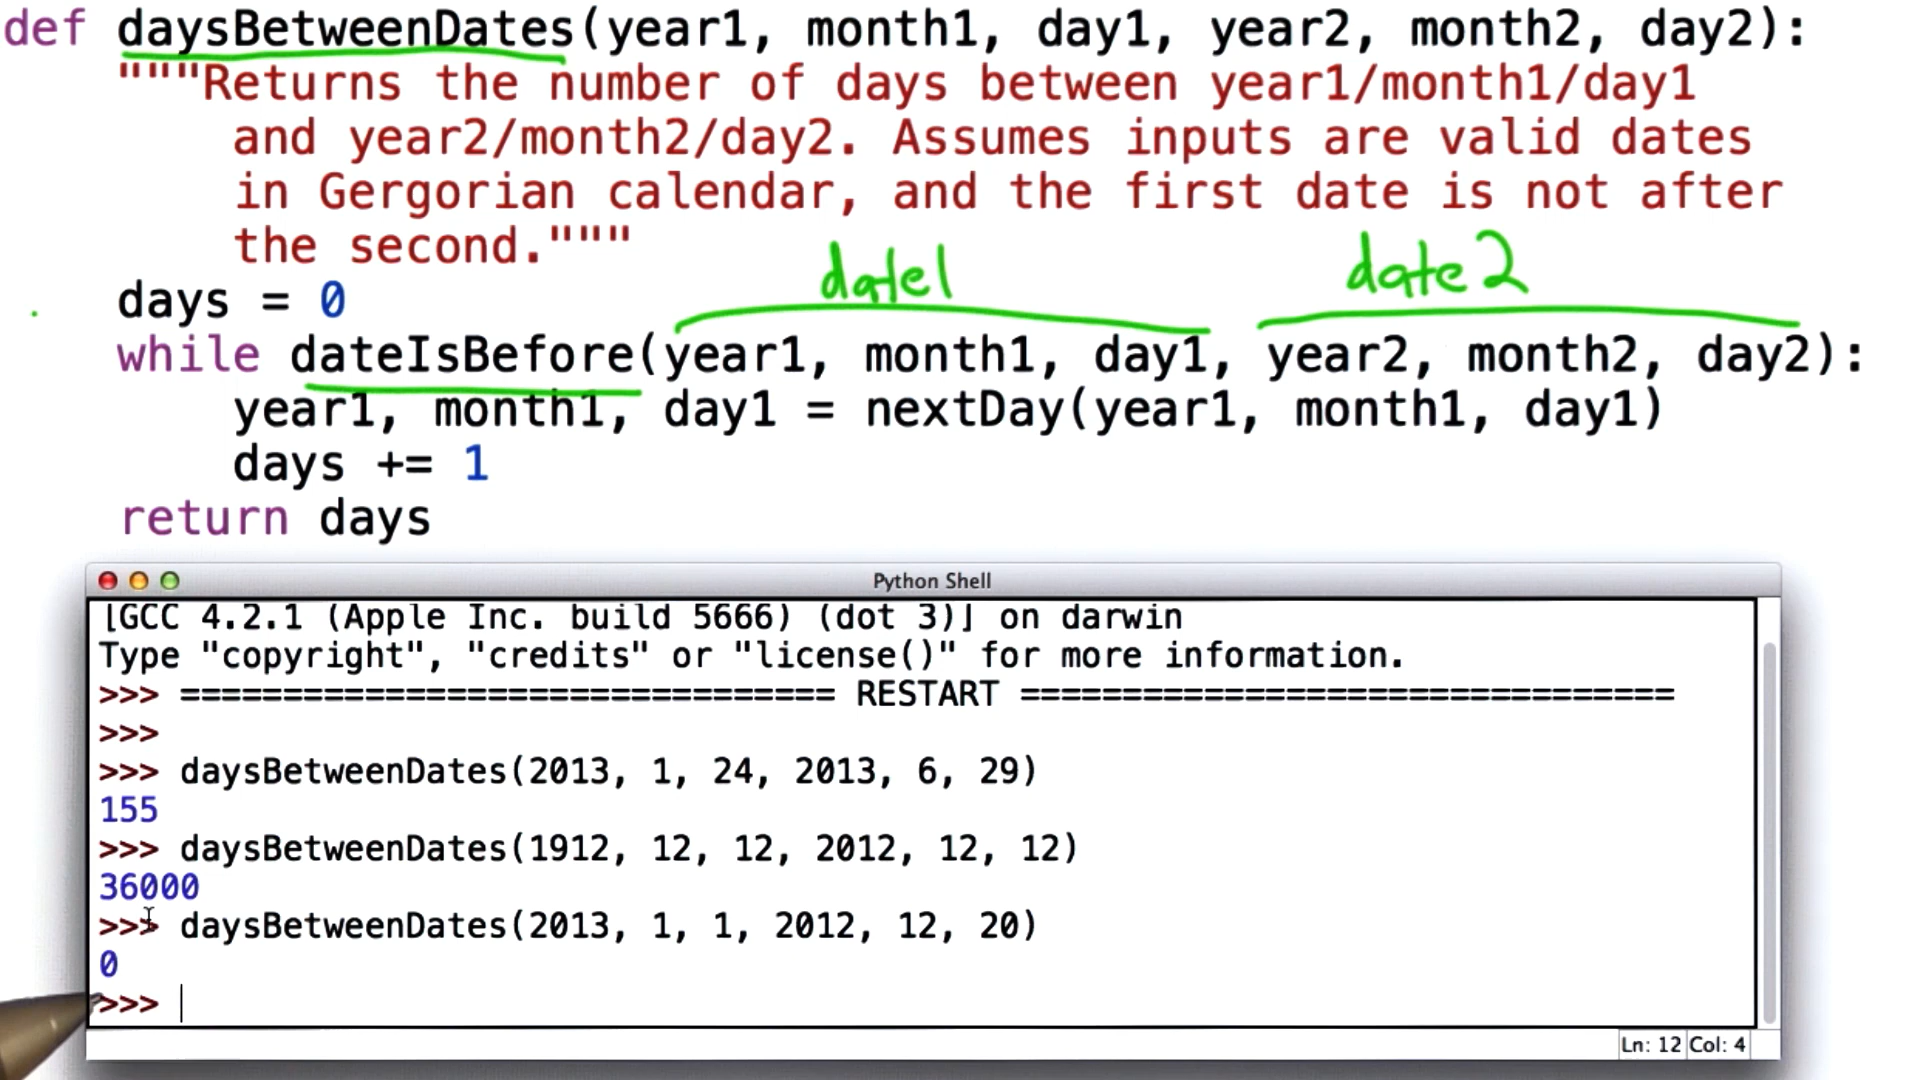 def daysBetweenDates(year1, month1, day1, year2, month2, day2):
"""Returns the number of days between year1/month1/day1
and year2/month2/day2. Assumes inputs are valid dates
in Gergorian calendar, and the first date is not after
the second."""
date1 date2
days = 0
while dateIsBefore(year1, month1, day1, year2, month2, day2):
year1, month1, day1 = nextDay(year1, month1, day1)
days += 1
return days
Python Shell
[GCC 4.2.1 (Apple Inc. build 5666) (dot 3)] on darwin
Type "copyright", "credits" or "license()" for more information.
>>> ================================ RESTART ================================
>>>
>>> daysBetweenDates(2013, 1, 24, 2013, 6, 29)
155
>>> daysBetweenDates(1912, 12, 12, 2012, 12, 12)
36000
>>> daysBetweenDates(2013, 1, 1, 2012, 12, 20)
0
>>>
Ln: 12 Col: 4